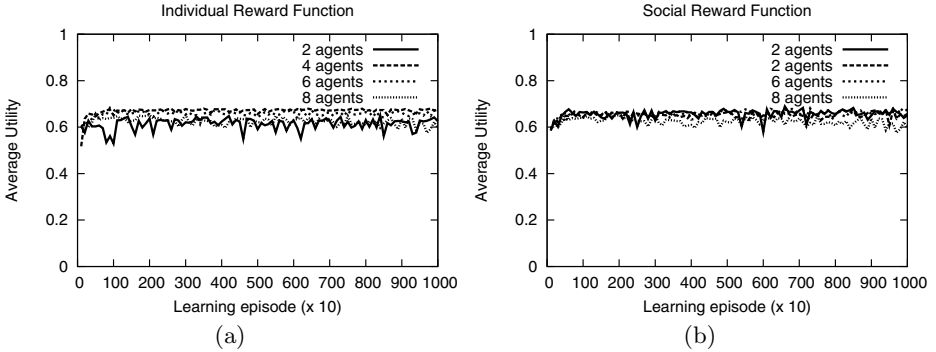 Individual Reward Function
1
0.8
0.6
0.4
0.2
0
Average Utility
2 agents
4 agents
6 agents
8 agents
0 100 200 300 400 500 600 700 800 900 1000
Learning episode (x 10)
(a)
Social Reward Function
1
0.8
0.6
0.4
0.2
0
Average Utility
2 agents
2 agents
6 agents
8 agents
0 100 200 300 400 500 600 700 800 900 1000
Learning episode (x 10)
(b)